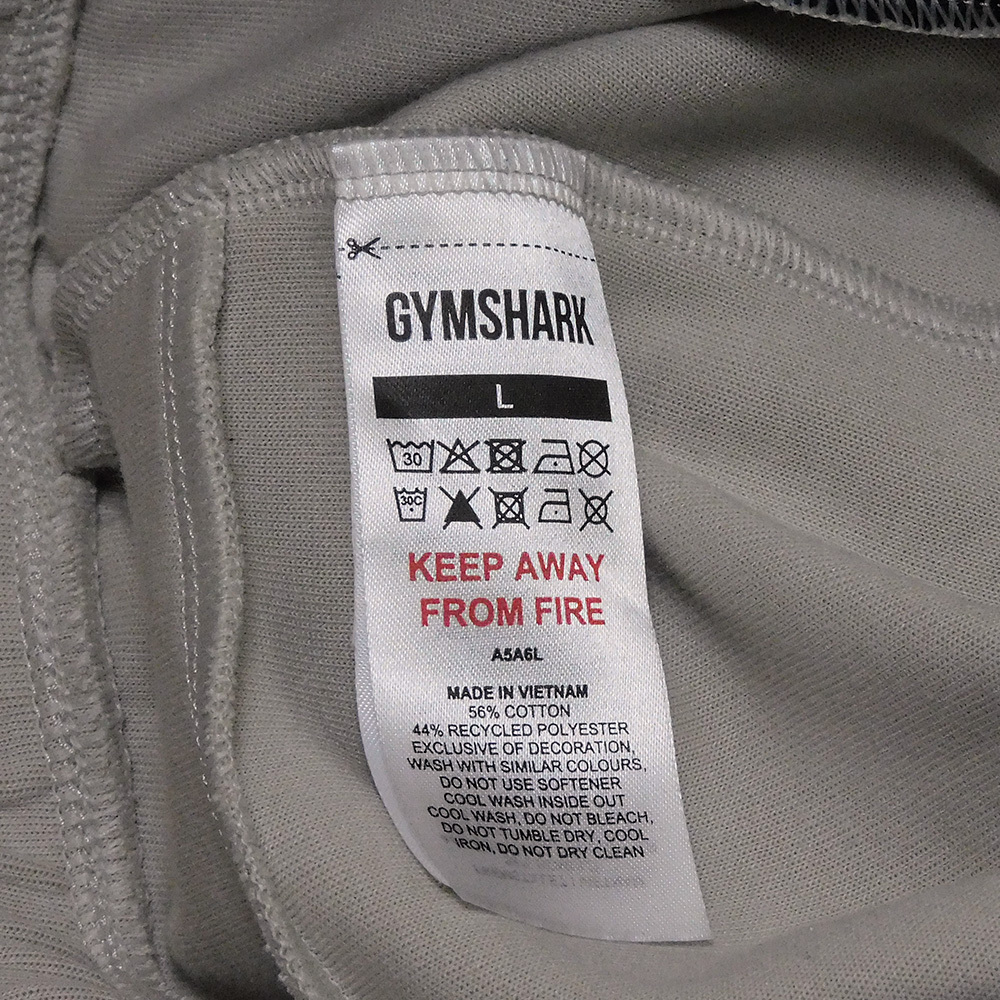 GYMSHARK
L
30
30C
KEEP AWAY
FROM FIRE
A5A6L
MADE IN VIETNAM
56% COTTON
44% RECYCLED POLYESTER
EXCLUSIVE OF DECORATION,
WASH WITH SIMILAR COLOURS,
DO NOT USE SOFTENER
COOL WASH INSIDE OUT
COOL WASH, DO NOT BLEACH,
DO NOT TUMBLE DRY, COOL
IRON, DO NOT DRY CLEAN